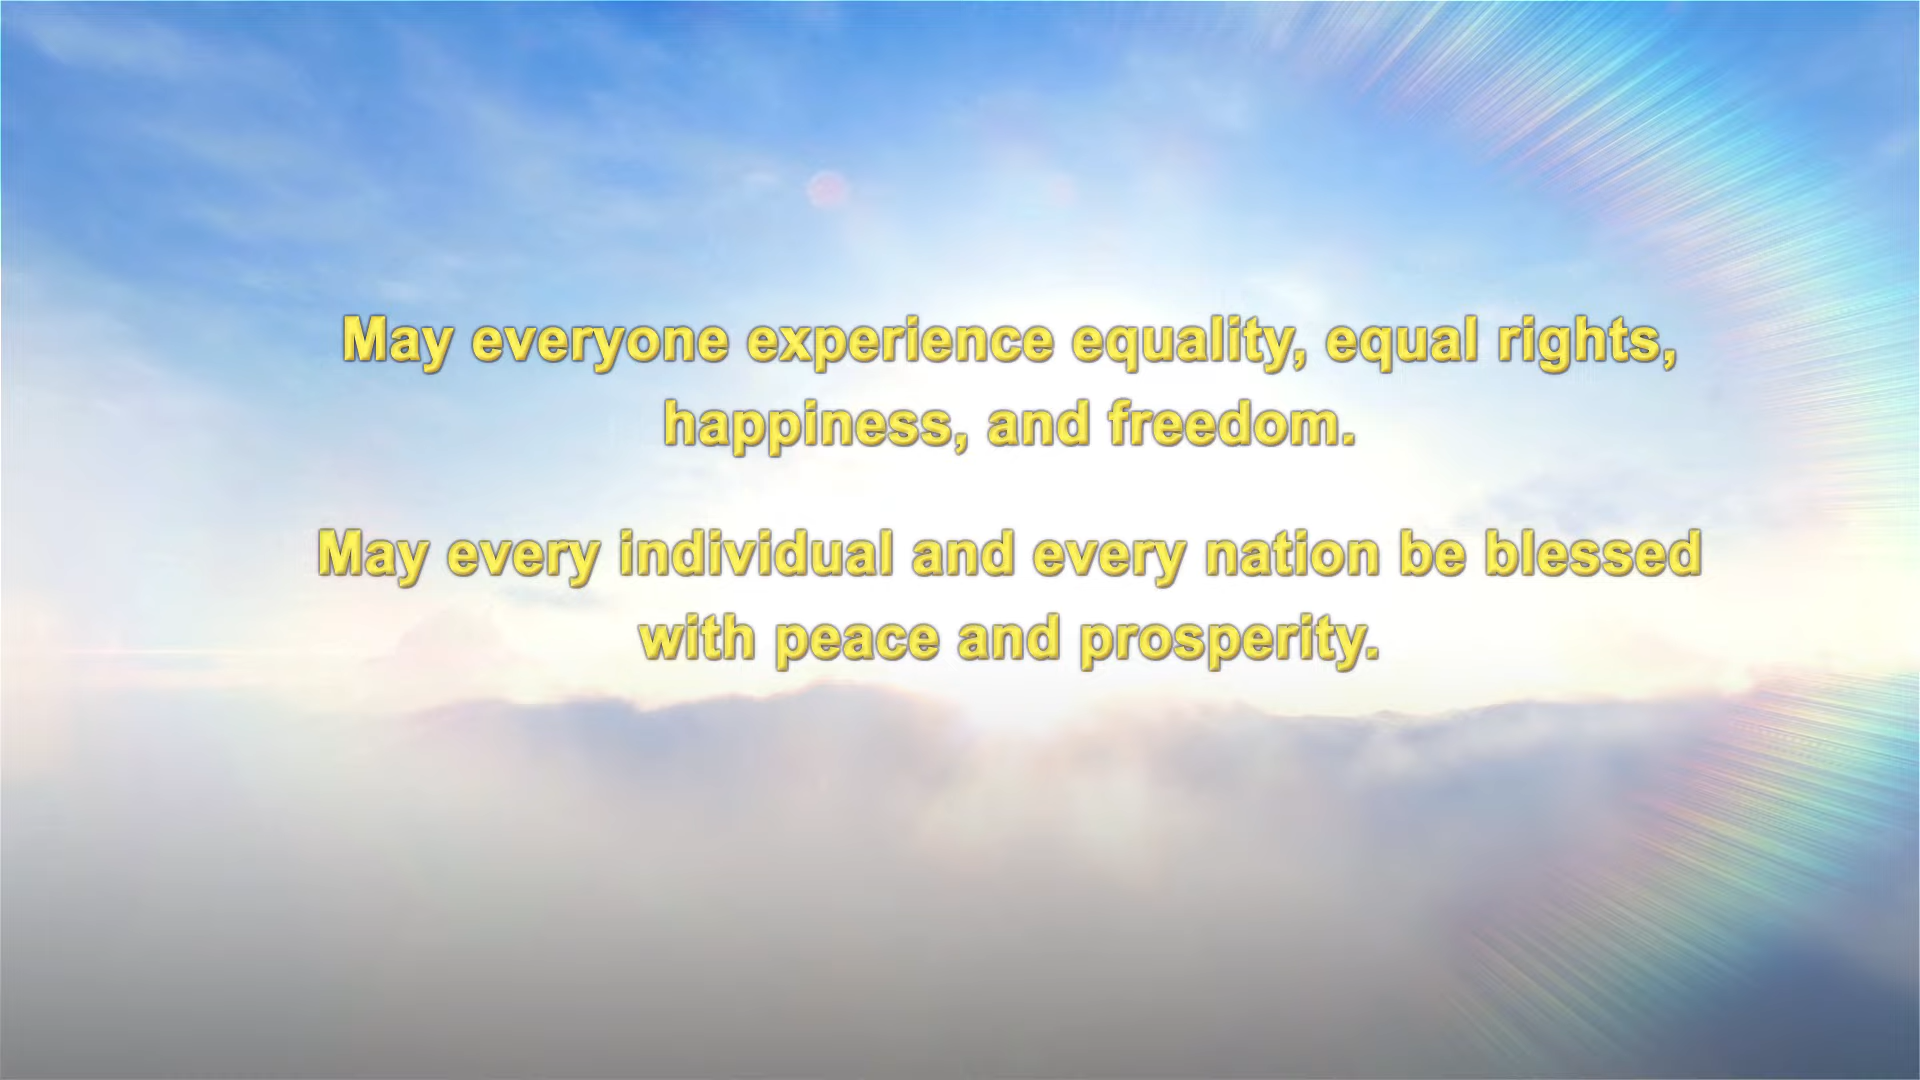 May everyone experience equality, equal rights,
happiness, and freedom.
May every individual and every nation be blessed
with peace and prosperity.